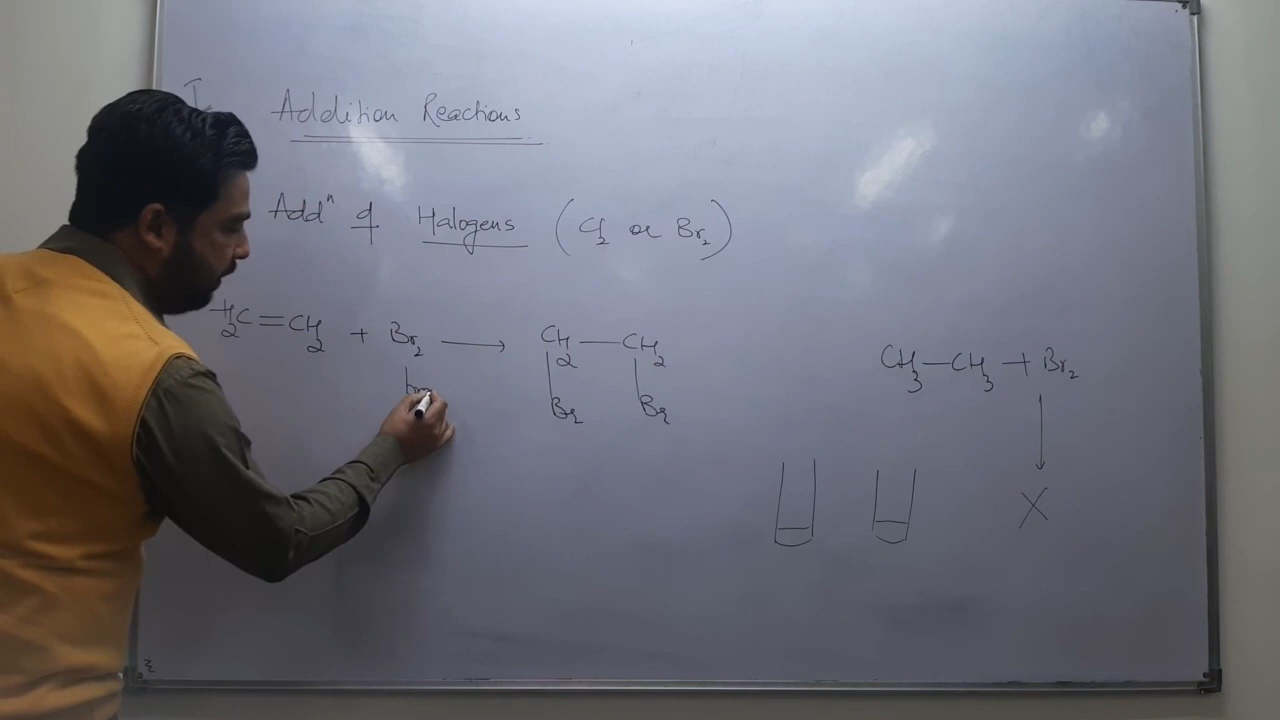 I Addition Reactions
Addⁿ of Halogens (Cl₂ or Br₂)
H₂C=CH₂ + Br₂ → CH₂—CH₂
Br Br
CH₃—CH₃ + Br₂
X